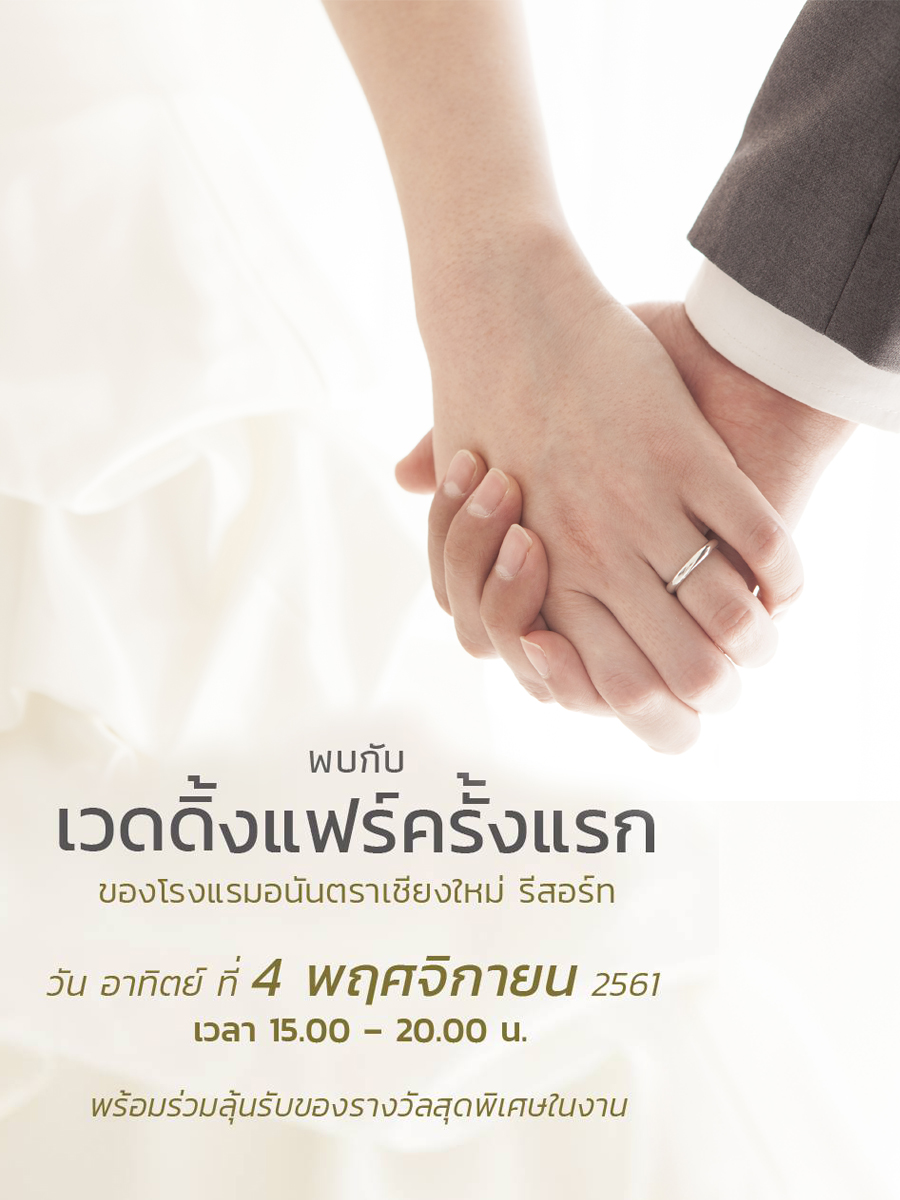 พบกับ
เวดดิ้งแฟร์ครั้งแรก
ของโรงแรมอนันตราเชียงใหม่ รีสอร์ท
วัน อาทิตย์ ที่ 4 พฤศจิกายน 2561
เวลา 15.00 – 20.00 น.
พร้อมร่วมลุ้นรับของรางวัลสุดพิเศษในงาน